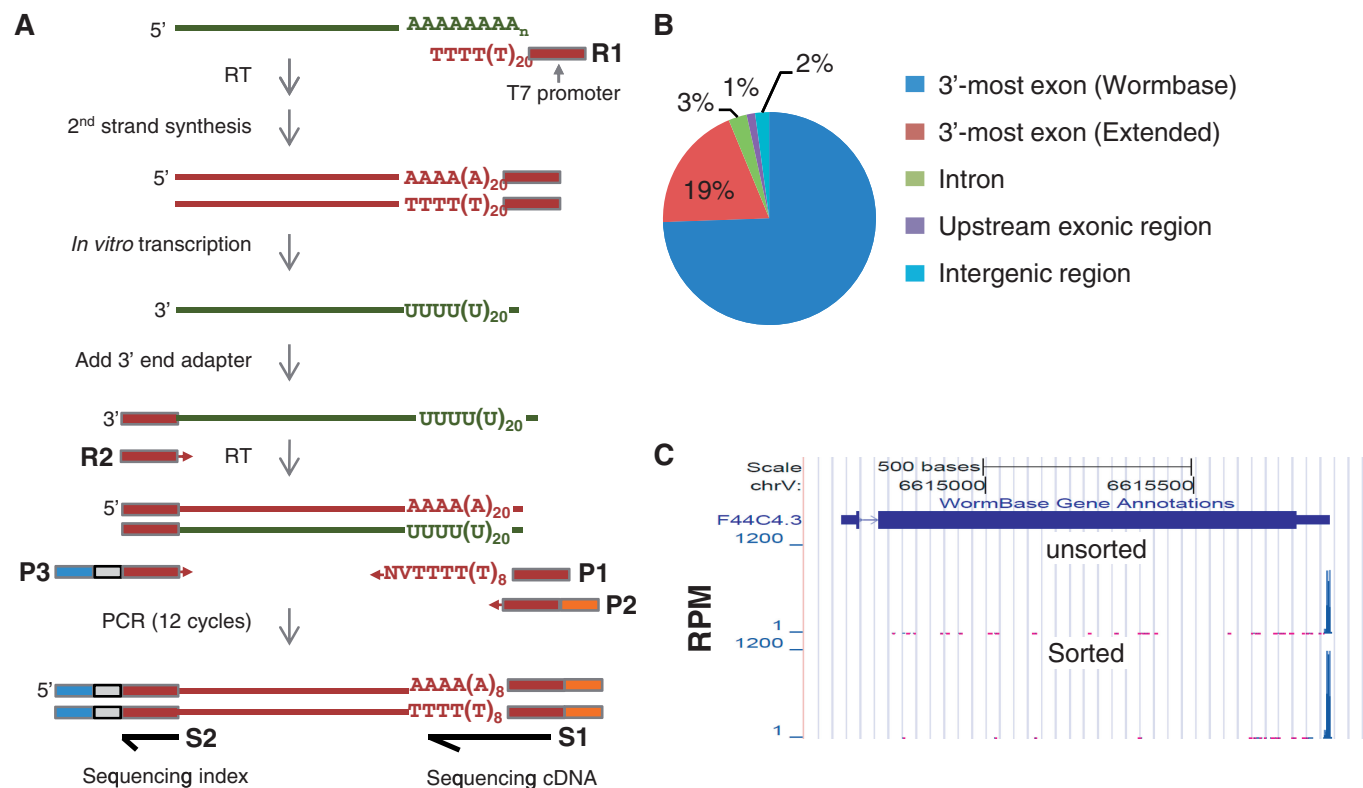 A
5' AAAAAAAAn
TTTT(T)20 R1
RT
T7 promoter
2nd strand synthesis
5' AAAA(A)20
TTTT(T)20
In vitro transcription
3' UUUU(U)20
Add 3' end adapter
3' UUUU(U)20
R2 RT
5' AAAA(A)20
UUUU(U)20
P3 NVTTTT(T)8 P1
P2
PCR (12 cycles)
5' AAAA(A)8
TTTT(T)8
S2 S1
Sequencing index Sequencing cDNA
B
2%
1%
3%
19%
3'-most exon (Wormbase)
3'-most exon (Extended)
Intron
Upstream exonic region
Intergenic region
C
Scale 500 bases
chrV: 6615000 6615500
WormBase Gene Annotations
F44C4.3
1200
unsorted
RPM
1
1200
Sorted
1